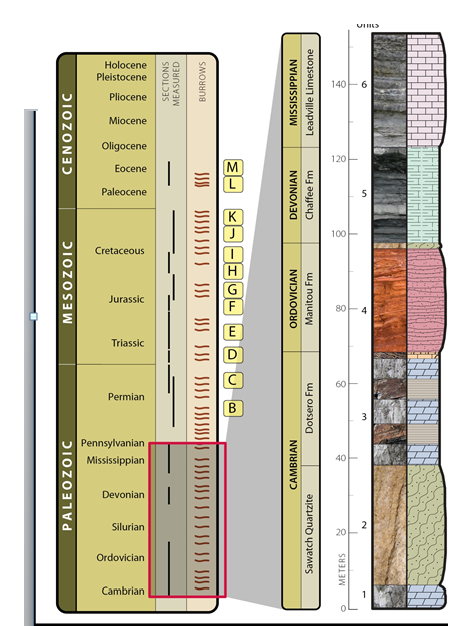 Units
CENOZOIC
MESOZOIC
PALEOZOIC
Holocene
Pleistocene
Pliocene
Miocene
Oligocene
Eocene
Paleocene
Cretaceous
Jurassic
Triassic
Permian
Pennsylvanian
Mississippian
Devonian
Silurian
Ordovician
Cambrian
SECTIONS
MEASURED
BURROWS
M
L
K
J
I
H
G
F
E
D
C
B
MISSISSIPPIAN
DEVONIAN
ORDOVICIAN
CAMBRIAN
Leadville Limestone
Chaffee Fm
Manitou Fm
Dotsero Fm
Sawatch Quartzite
140
120
100
80
60
40
20
0
METERS
6
5
4
3
2
1